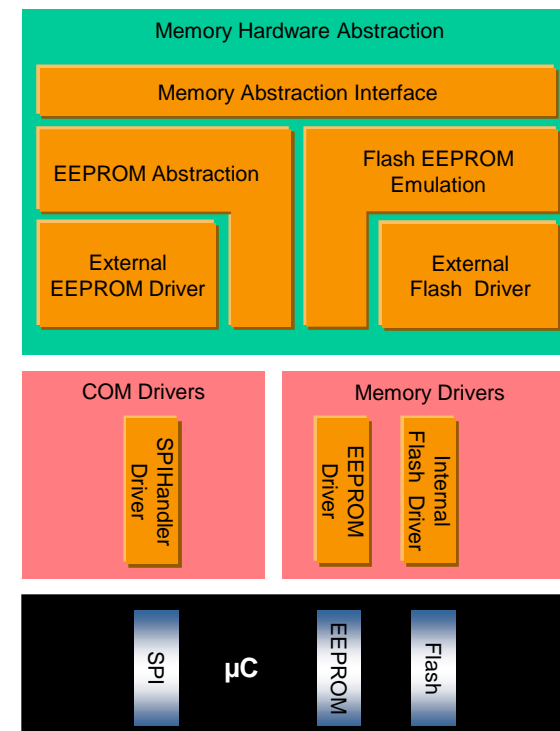 Memory Hardware Abstraction
Memory Abstraction Interface
EEPROM Abstraction
Flash EEPROM
Emulation
External
EEPROM Driver
External
Flash Driver
COM Drivers
Memory Drivers
SPIHandler
Driver
EEPROM
Driver
Internal
Flash Driver
SPI
µC
EEPROM
Flash